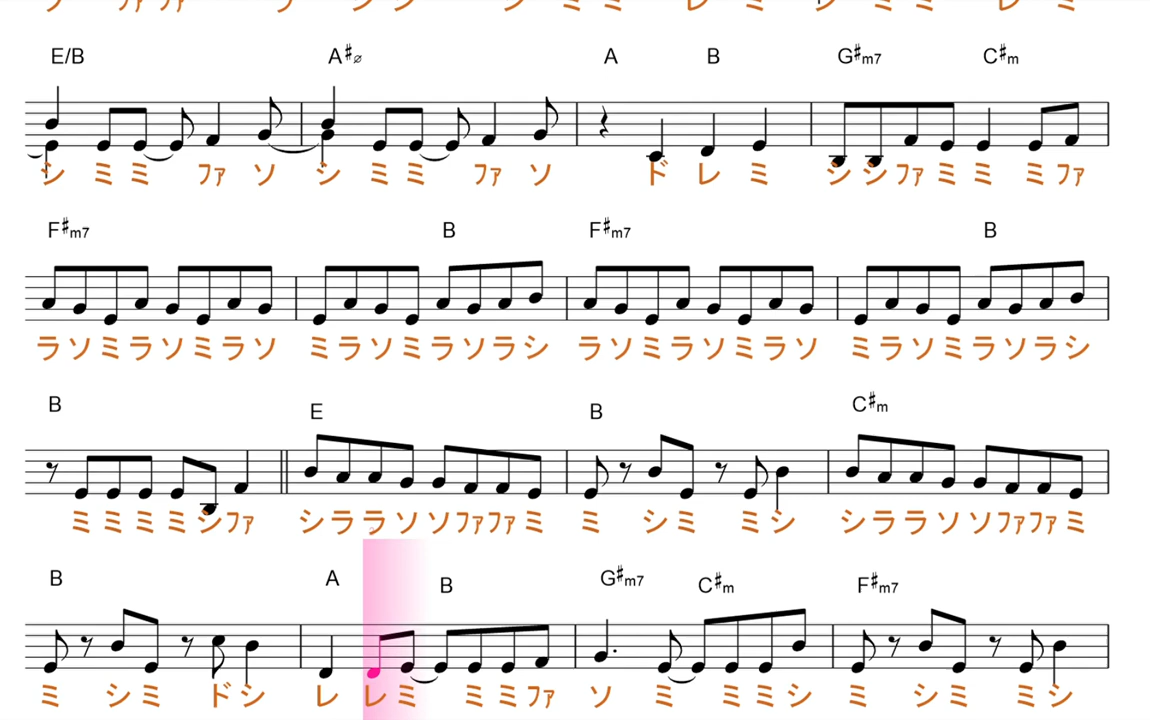 E/B A#ø A B G#m7 C#m
シ ミ ミ ファ ソ シ ミ ミ ファ ソ ド レ ミ シ シ ファ ミ ミ ミ ファ
F#m7 B F#m7 B
ラ ソ ミ ラ ソ ミ ラ ソ ミ ラ ソ ミ ラ ソ ラ シ ラ ソ ミ ラ ソ ミ ラ ソ ミ ラ ソ ミ ラ ソ ラ シ
B E B C#m
ミ ミ ミ ミ シ ファ シ ラ ラ ソ ソ ファ ファ ミ ミ シ ミ ミ シ シ ラ ラ ソ ソ ファ ファ ミ
B A B G#m7 C#m F#m7
ミ シ ミ ド シ レ レ ミ ミ ミ ファ ソ ミ ミ ミ シ ミ シ ミ ミ シ